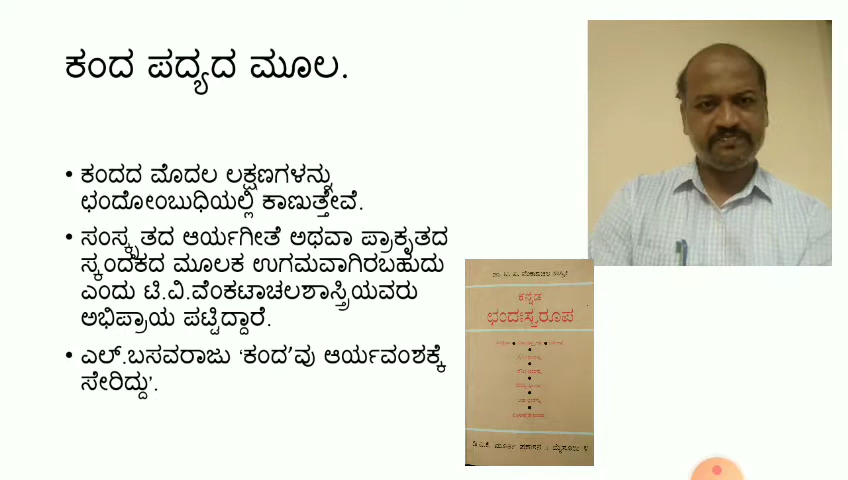 ಕಂದ ಪದ್ಯದ ಮೂಲ.
• ಕಂದದ ಮೊದಲ ಲಕ್ಷಣಗಳನ್ನು
ಛಂದೋಂಬುಧಿಯಲ್ಲಿ ಕಾಣುತ್ತೇವೆ.
• ಸಂಸ್ಕೃತದ ಆರ್ಯಗೀತೆ ಅಥವಾ ಪ್ರಾಕೃತದ
ಸ್ಕಂದಕದ ಮೂಲಕ ಉಗಮವಾಗಿರಬಹುದು
ಎಂದು ಟಿ.ವಿ.ವೆಂಕಟಾಚಲಶಾಸ್ತ್ರಿಯವರು
ಅಭಿಪ್ರಾಯ ಪಟ್ಟಿದ್ದಾರೆ.
• ಎಲ್.ಬಸವರಾಜು ‘ಕಂದ’ವು ಆರ್ಯವಂಶಕ್ಕೆ
ಸೇರಿದ್ದು’.
ಕನ್ನಡ
ಛಂದಃಸ್ವರೂಪ